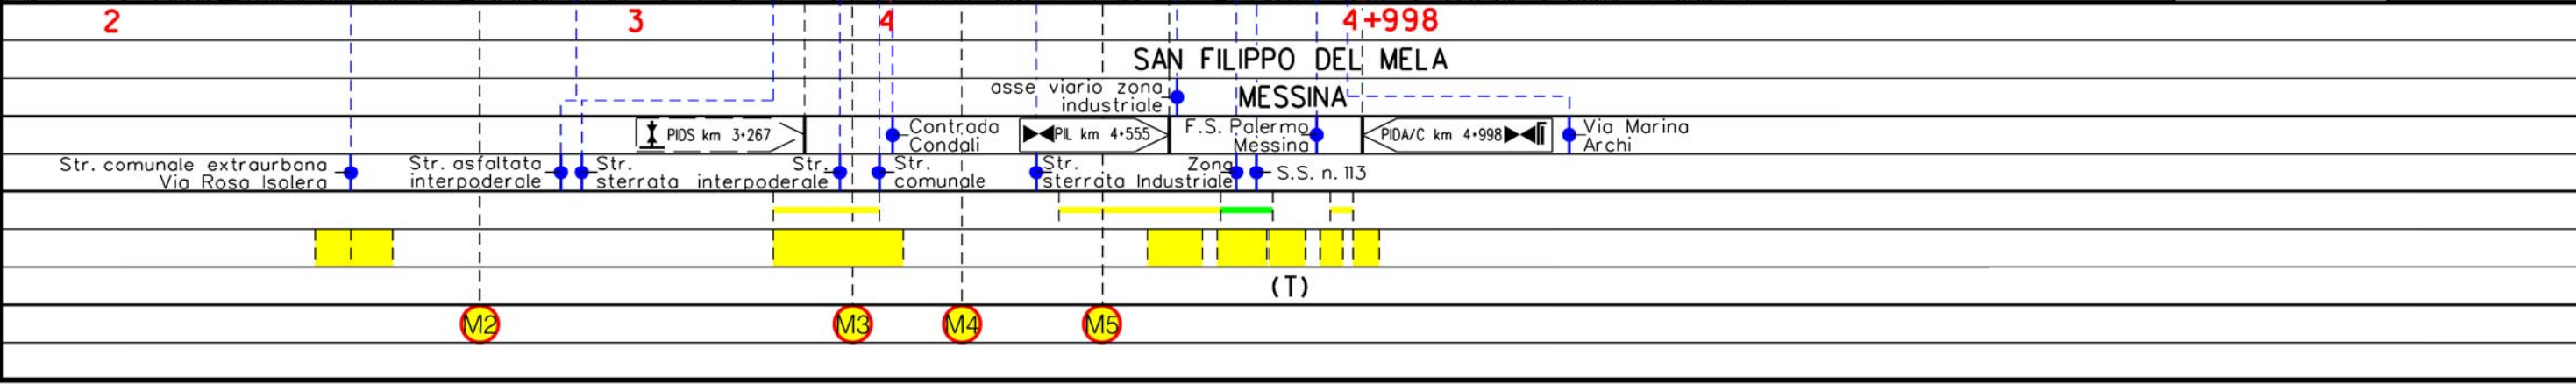 2 3 4 4+998
SAN FILIPPO DEL MELA
asse viario zona
industriale
MESSINA
PIDS km 3+267
Contrada
Condali
PIL km 4+555
F.S. Palermo
Messina
PIDA/C km 4+998
Via Marina
Archi
Str. comunale extraurbana
Via Rosa Isolera
Str. asfaltata
interpoderale
Str.
sterrata
Str.
interpoderale
Str.
comunale
Str.
sterrata
Zona
Industriale
S.S. n. 113
(T)
M2 M3 M4 M5